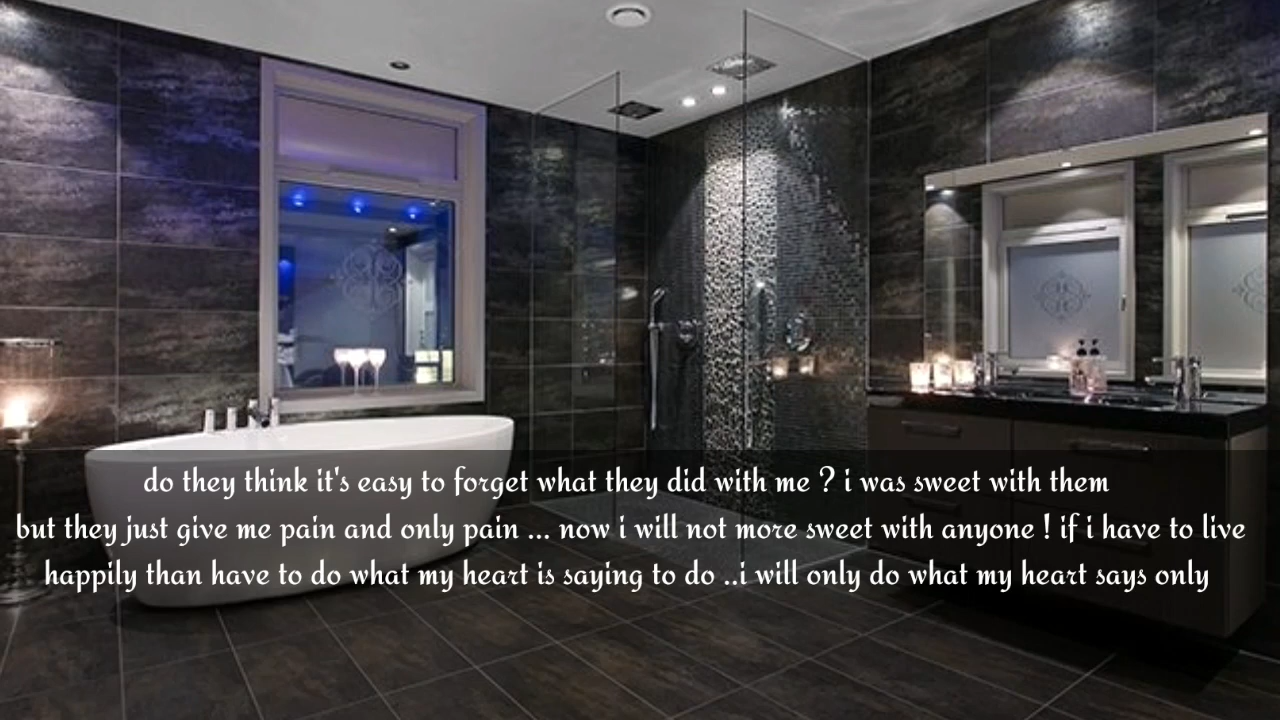 do they think it's easy to forget what they did with me ? i was sweet with them
but they just give me pain and only pain ... now i will not more sweet with anyone ! if i have to live
happily than have to do what my heart is saying to do ..i will only do what my heart says only